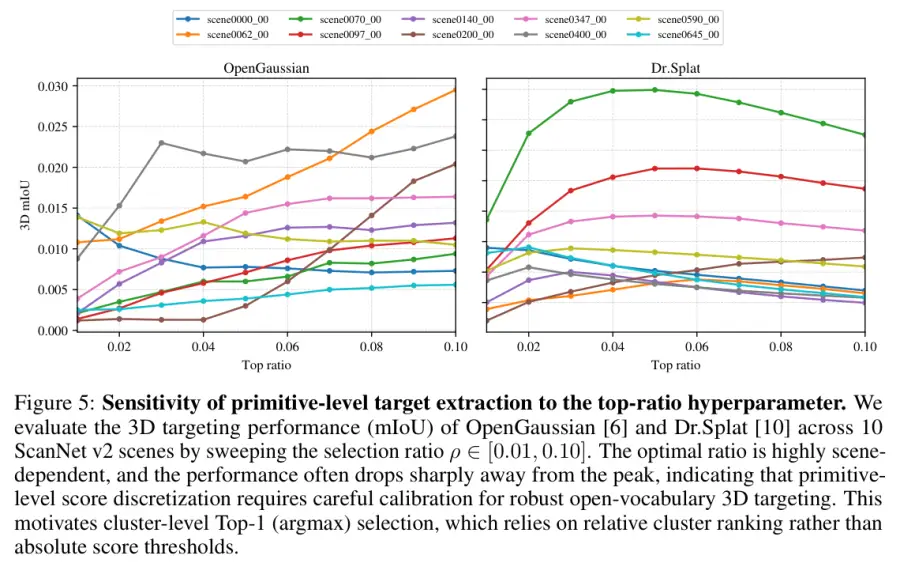 scene0000_00 scene0070_00 scene0140_00 scene0347_00 scene0590_00
scene0062_00 scene0097_00 scene0200_00 scene0400_00 scene0645_00
OpenGaussian
Dr.Splat
0.030
0.025
0.020
0.015
0.010
0.005
0.000
3D mIoU
0.02 0.04 0.06 0.08 0.10
Top ratio
0.02 0.04 0.06 0.08 0.10
Top ratio
Figure 5: Sensitivity of primitive-level target extraction to the top-ratio hyperparameter. We
evaluate the 3D targeting performance (mIoU) of OpenGaussian [6] and Dr.Splat [10] across 10
ScanNet v2 scenes by sweeping the selection ratio ρ ∈ [0.01, 0.10]. The optimal ratio is highly scene-
dependent, and the performance often drops sharply away from the peak, indicating that primitive-
level score discretization requires careful calibration for robust open-vocabulary 3D targeting. This
motivates cluster-level Top-1 (argmax) selection, which relies on relative cluster ranking rather than
absolute score thresholds.